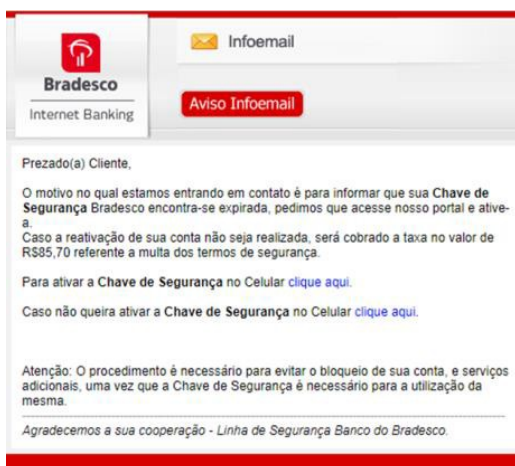 Infoemail
Bradesco
Internet Banking
Aviso Infoemail
Prezado(a) Cliente,
O motivo no qual estamos entrando em contato é para informar que sua Chave de
Segurança Bradesco encontra-se expirada, pedimos que acesse nosso portal e ative-
a.
Caso a reativação de sua conta não seja realizada, será cobrado a taxa no valor de
R$85,70 referente a multa dos termos de segurança.
Para ativar a Chave de Segurança no Celular clique aqui.
Caso não queira ativar a Chave de Segurança no Celular clique aqui.
Atenção: O procedimento é necessário para evitar o bloqueio de sua conta, e serviços
adicionais, uma vez que a Chave de Segurança é necessário para a utilização da
mesma.
Agradecemos a sua cooperação - Linha de Segurança Banco do Bradesco.